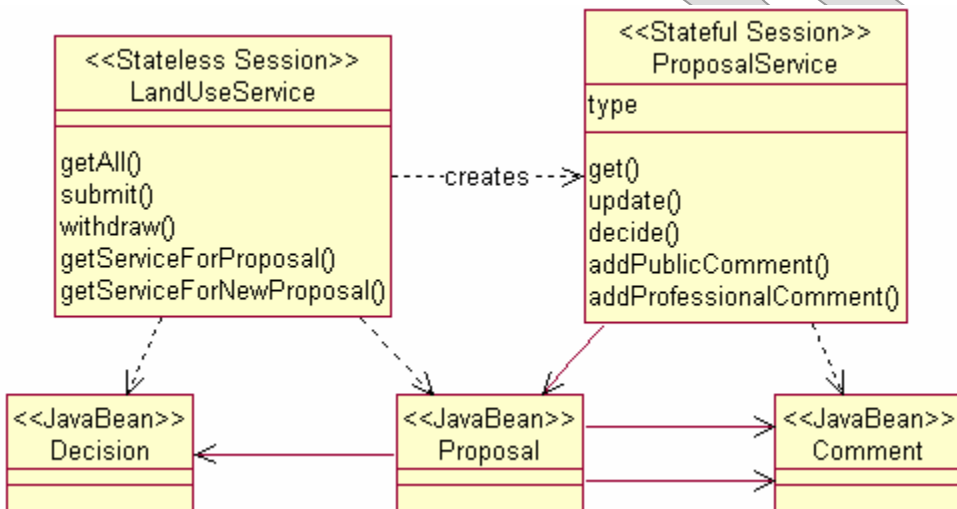 <<Stateless Session>>
LandUseService
getAll()
submit()
withdraw()
getServiceForProposal()
getServiceForNewProposal()
creates
<<Stateful Session>>
ProposalService
type
get()
update()
decide()
addPublicComment()
addProfessionalComment()
<<JavaBean>>
Decision
<<JavaBean>>
Proposal
<<JavaBean>>
Comment